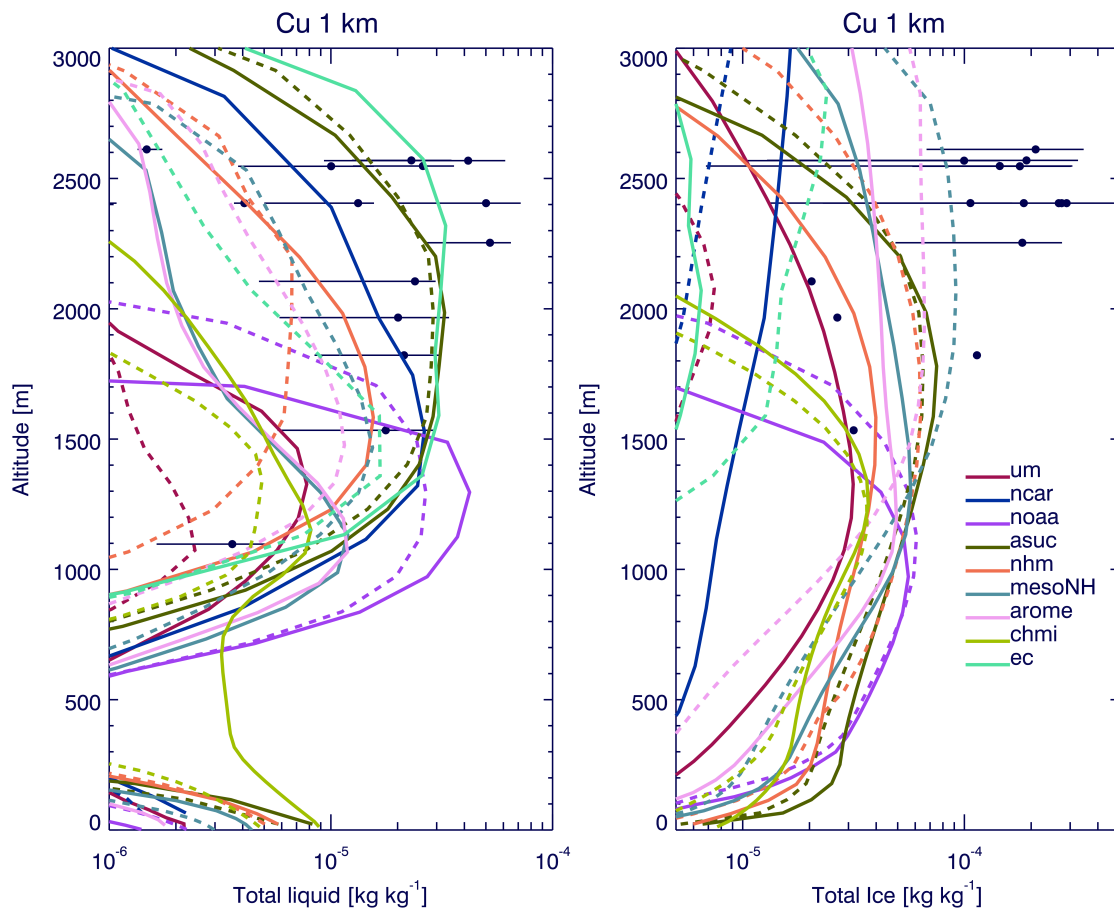 Cu 1 km
3000
2500
2000
1500
1000
500
0
Altitude [m]
10-6
10-5
10-4
Total liquid [kg kg-1]
Cu 1 km
3000
2500
2000
1500
1000
500
0
Altitude [m]
10-5
10-4
Total Ice [kg kg-1]
um
ncar
noaa
asuc
nhm
mesoNH
arome
chmi
ec